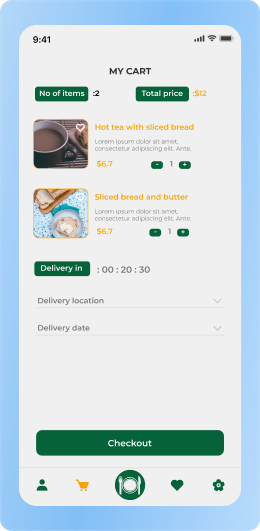 9:41
MY CART
No of items :2 Total price :$12
Hot tea with sliced bread
Lorem ipsum dolor sit amet,
consectetur adipiscing elit. Ante.
$6.7 - 1 +
Sliced bread and butter
Lorem ipsum dolor sit amet,
consectetur adipiscing elit. Ante.
$6.7 - 1 +
Delivery in : 00 : 20 : 30
Delivery location
Delivery date
Checkout